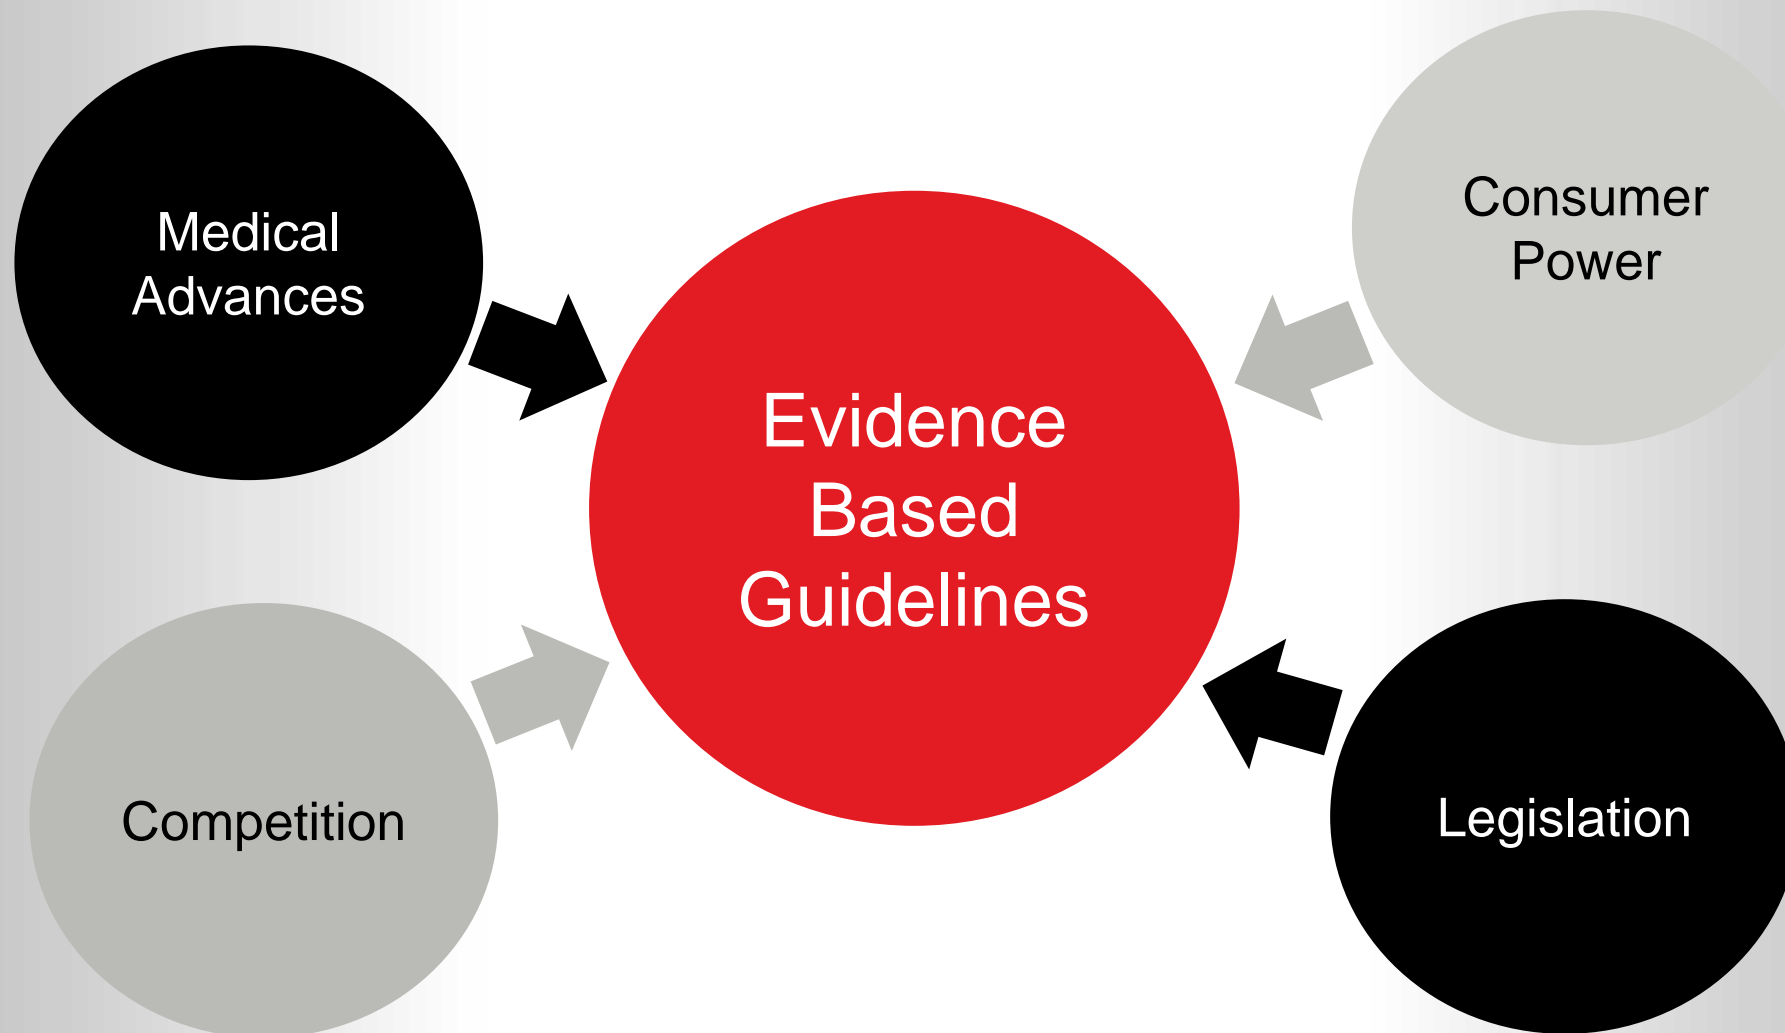 Medical
Advances
Consumer
Power
Evidence
Based
Guidelines
Competition
Legislation